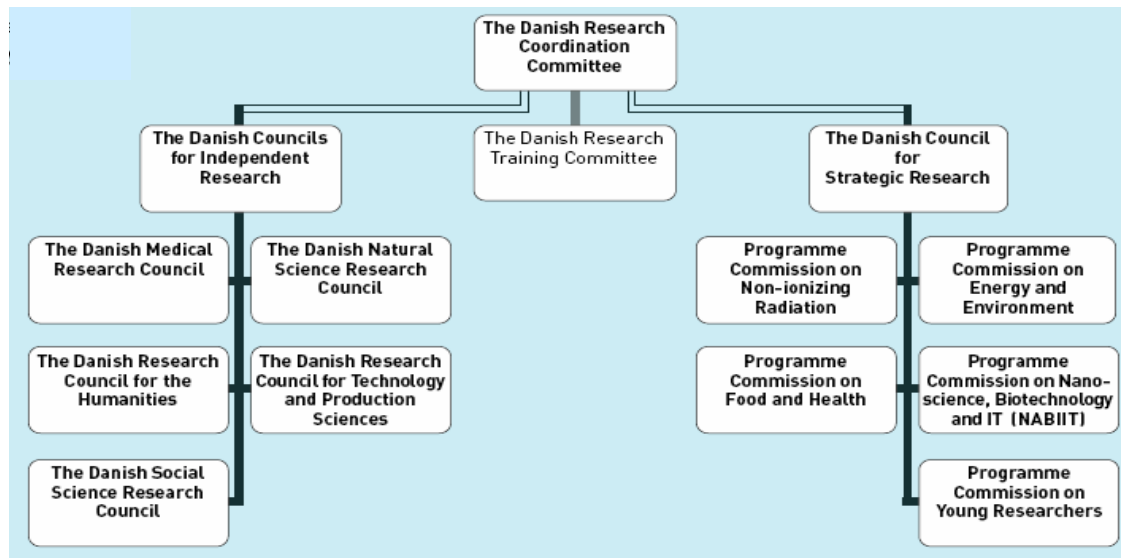 The Danish Research
Coordination
Committee
The Danish Councils
for Independent
Research
The Danish Research
Training Committee
The Danish Council
for
Strategic Research
The Danish Medical
Research Council
The Danish Natural
Science Research
Council
Programme
Commission on
Non-ionizing
Radiation
Programme
Commission on
Energy and
Environment
The Danish Research
Council for the
Humanities
The Danish Research
Council for Technology
and Production
Sciences
Programme
Commission on
Food and Health
Programme
Commission on Nano-
science, Biotechnology
and IT (NABIIT)
The Danish Social
Science Research
Council
Programme
Commission on
Young Researchers